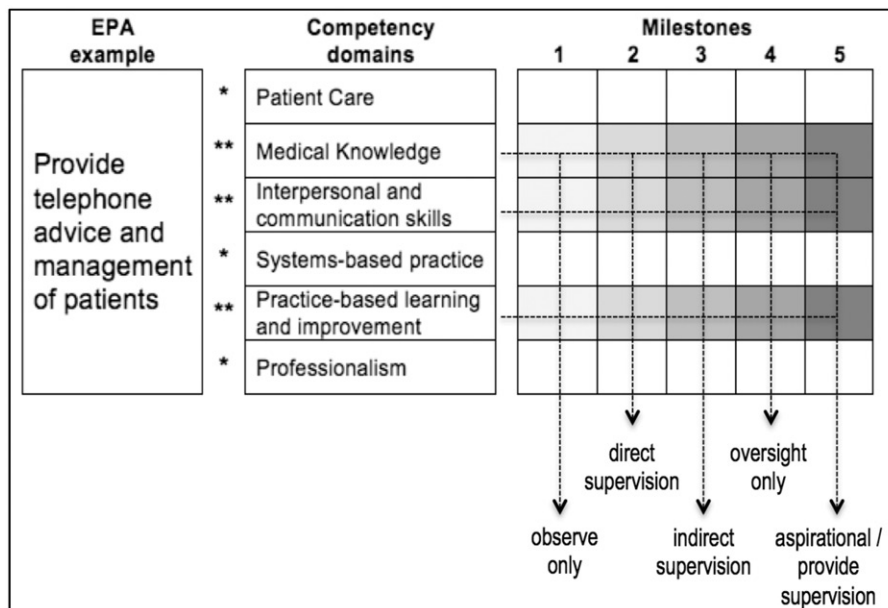 EPA
example
Competency
domains
Milestones
1 2 3 4 5
Provide
telephone
advice and
management
of patients
* Patient Care
** Medical Knowledge
** Interpersonal and
communication skills
* Systems-based practice
** Practice-based learning
and improvement
* Professionalism
direct
supervision
oversight
only
observe
only
indirect
supervision
aspirational /
provide
supervision